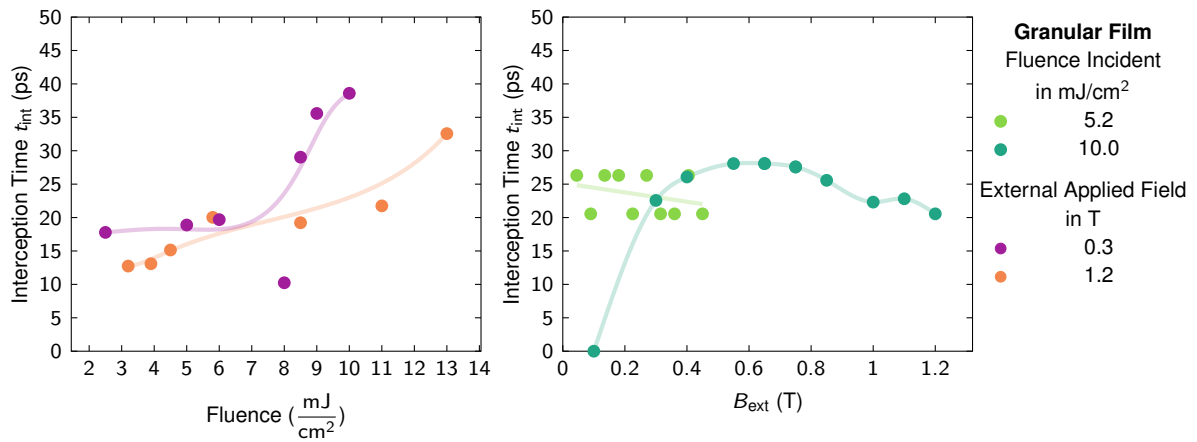 50
45
40
35
30
25
20
15
10
5
0
Interception Time t_int (ps)
2 3 4 5 6 7 8 9 10 11 12 13 14
Fluence (mJ/cm²)
50
45
40
35
30
25
20
15
10
5
0
Interception Time t_int (ps)
0 0.2 0.4 0.6 0.8 1 1.2
B_ext (T)
Granular Film
Fluence Incident
in mJ/cm²
5.2
10.0
External Applied Field
in T
0.3
1.2